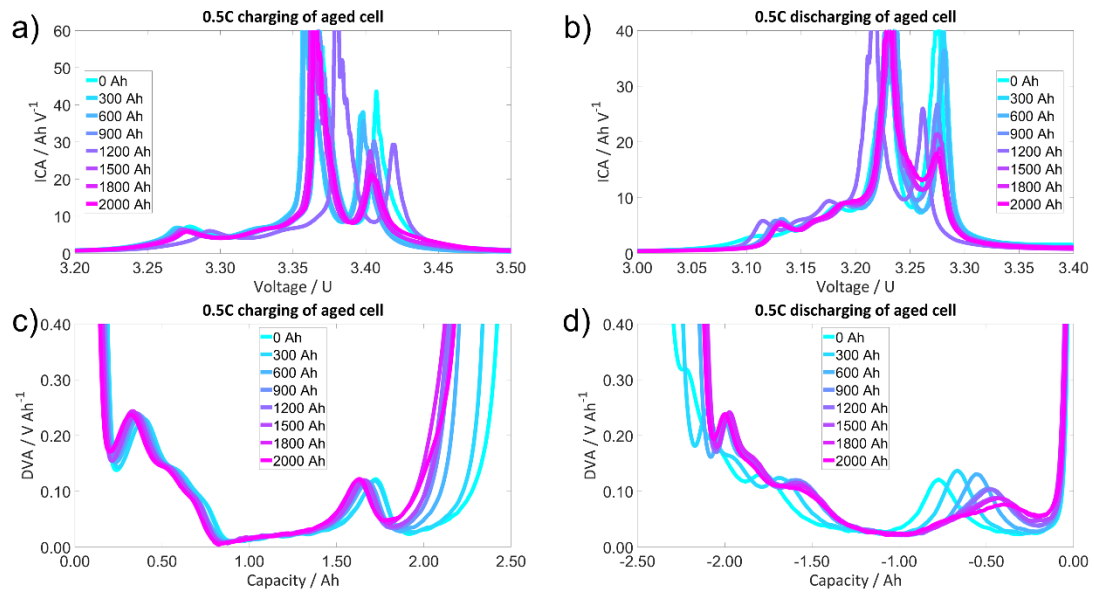 a)
0.5C charging of aged cell
60
50
40
30
20
10
0
ICA / Ah V-1
0 Ah
300 Ah
600 Ah
900 Ah
1200 Ah
1500 Ah
1800 Ah
2000 Ah
3.20 3.25 3.30 3.35 3.40 3.45 3.50
Voltage / U
b)
0.5C discharging of aged cell
40
30
20
10
0
ICA / Ah V-1
0 Ah
300 Ah
600 Ah
900 Ah
1200 Ah
1500 Ah
1800 Ah
2000 Ah
3.00 3.05 3.10 3.15 3.20 3.25 3.30 3.35 3.40
Voltage / U
c)
0.5C charging of aged cell
0.40
0.30
0.20
0.10
0.00
DVA / V Ah-1
0 Ah
300 Ah
600 Ah
900 Ah
1200 Ah
1500 Ah
1800 Ah
2000 Ah
0.00 0.50 1.00 1.50 2.00 2.50
Capacity / Ah
d)
0.5C discharging of aged cell
0.40
0.30
0.20
0.10
0.00
DVA / V Ah-1
0 Ah
300 Ah
600 Ah
900 Ah
1200 Ah
1500 Ah
1800 Ah
2000 Ah
-2.50 -2.00 -1.50 -1.00 -0.50 0.00
Capacity / Ah